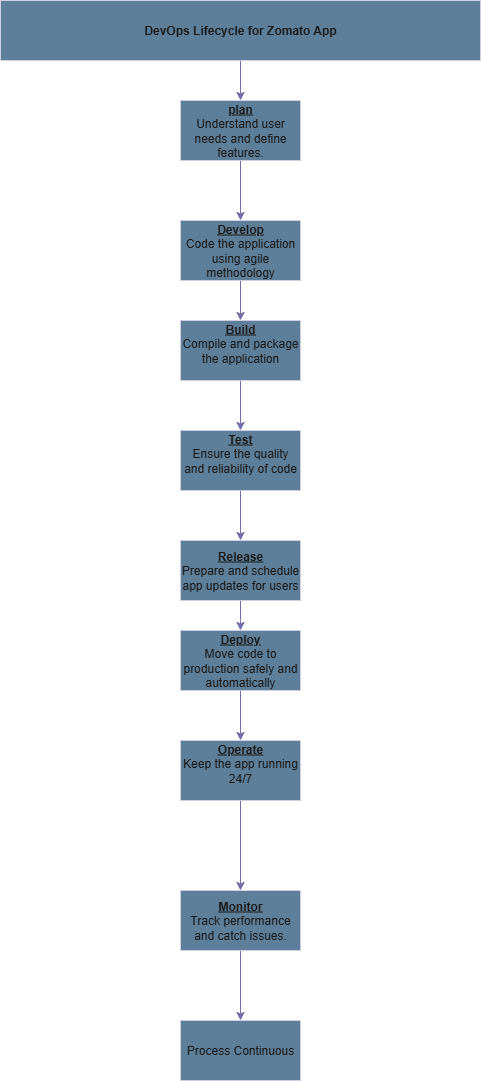 DevOps Lifecycle for Zomato App
plan
Understand user
needs and define
features.
Develop
Code the application
using agile
methodology
Build
Compile and package
the application
Test
Ensure the quality
and reliability of code
Release
Prepare and schedule
app updates for users
Deploy
Move code to
production safely and
automatically
Operate
Keep the app running
24/7
Monitor
Track performance
and catch issues.
Process Continuous